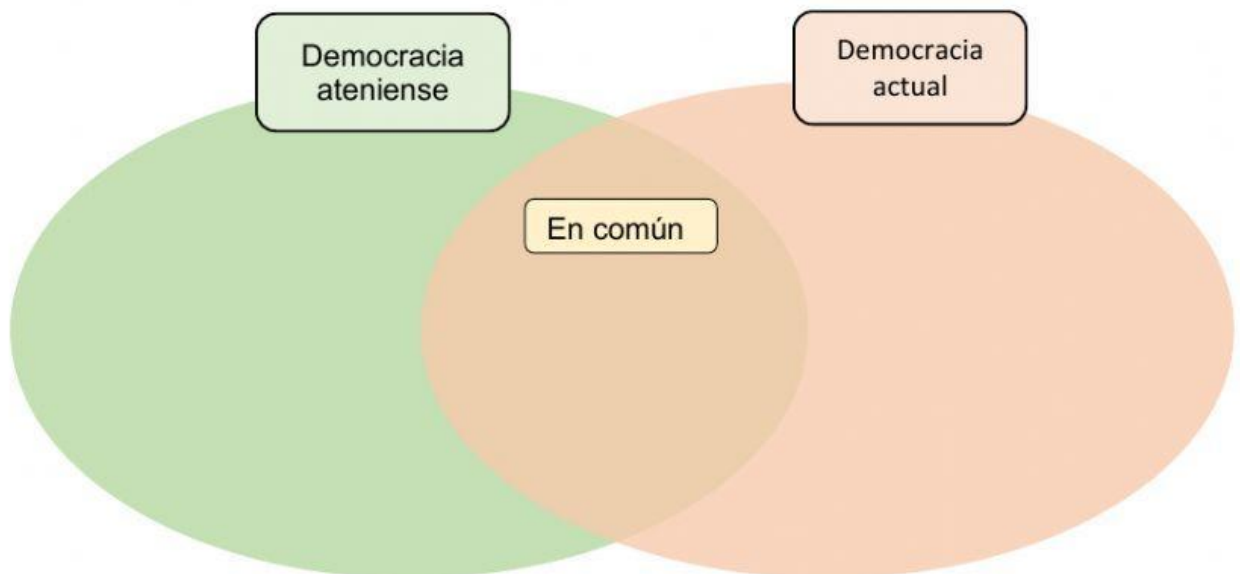 Democracia
ateniense
Democracia
actual
En común